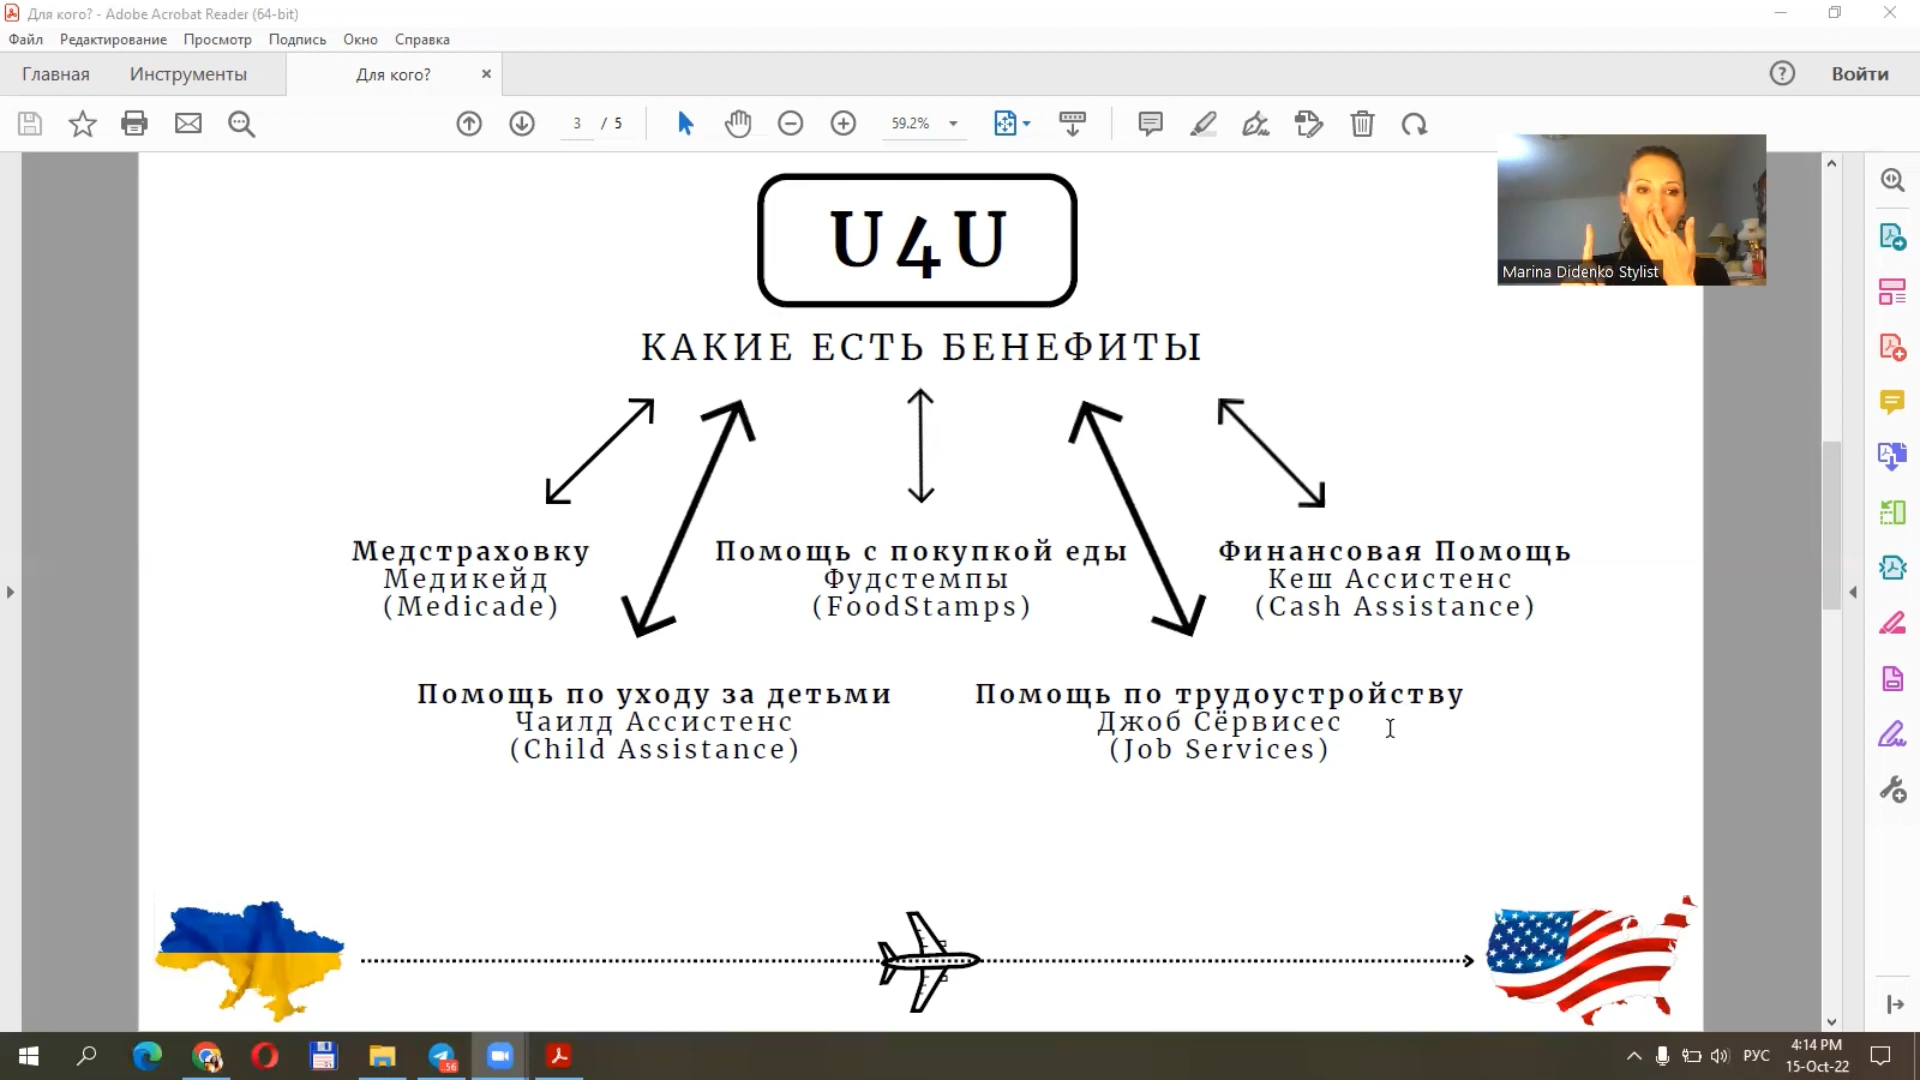 Для кого? - Adobe Acrobat Reader (64-bit)
Файл Редактирование Просмотр Подпись Окно Справка
Главная Инструменты Для кого? Войти
3 / 5 59.2%
U4U
КАКИЕ ЕСТЬ БЕНЕФИТЫ
Marina Didenko Stylist
Медстраховку
Медикейд
(Medicade)
Помощь с покупкой еды
Фудстемпы
(FoodStamps)
Финансовая Помощь
Кеш Ассистенс
(Cash Assistance)
Помощь по уходу за детьми
Чаилд Ассистенс
(Child Assistance)
Помощь по трудоустройству
Джоб Сёрвисес
(Job Services)
56
РУС
4:14 PM
15-Oct-22